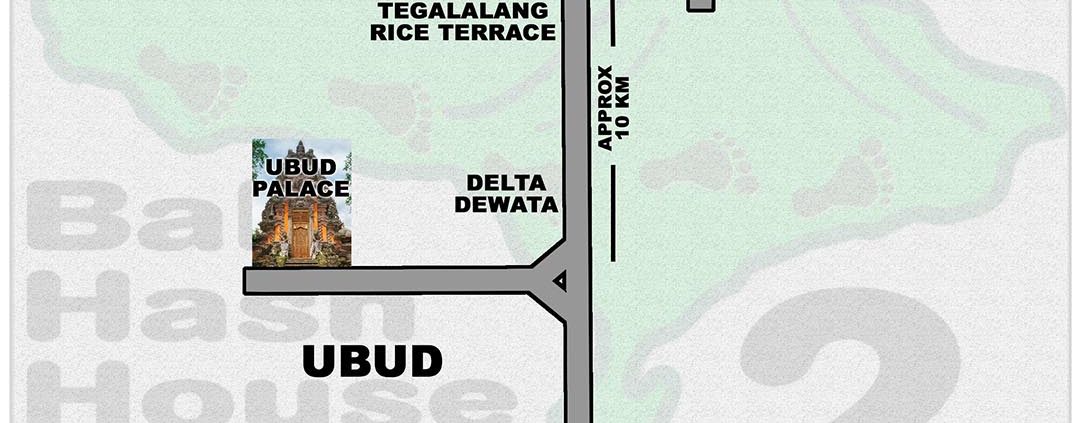 TEGALALANG
RICE TERRACE
APPROX
10 KM
UBUD
PALACE
DELTA
DEWATA
UBUD
Bali
Hash
House
2